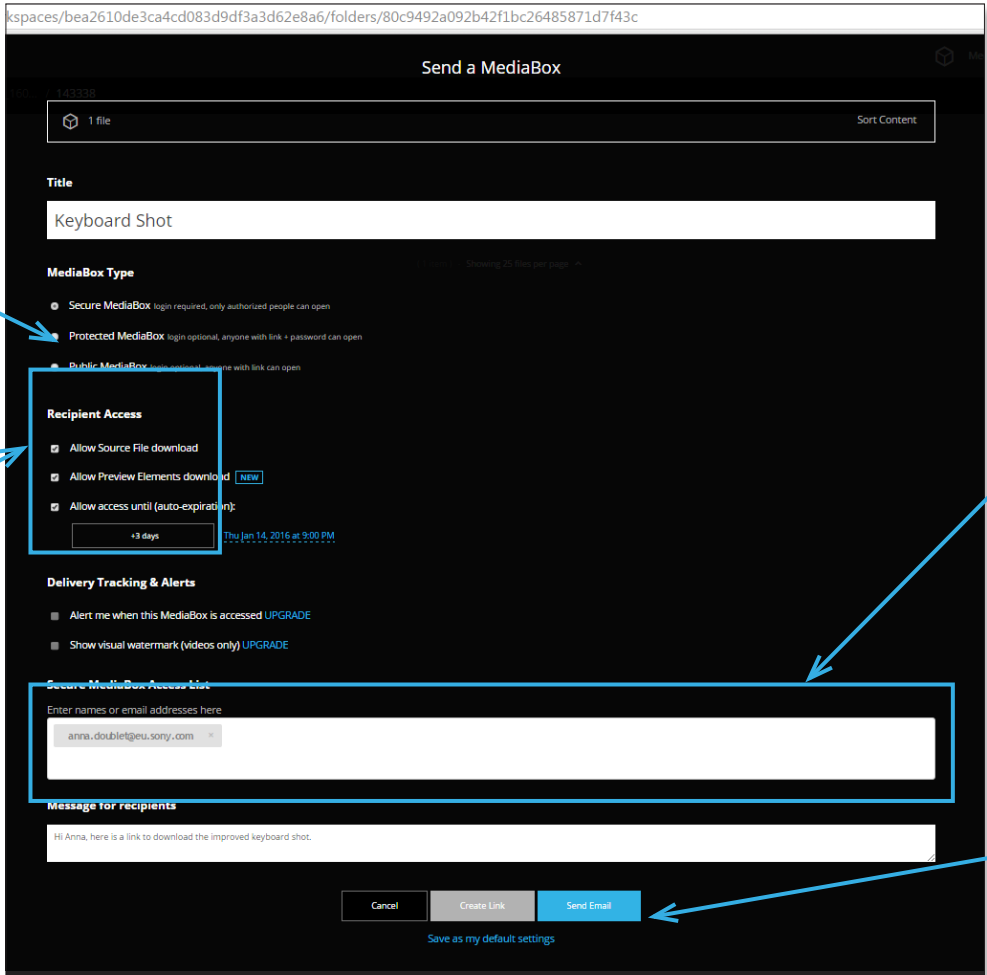 kspaces/bea2610de3ca4cd083d9df3a3d62e8a6/folders/80c9492a092b42f1bc26485871d7f43c
Send a MediaBox
143338
1 file
Sort Content
Title
Keyboard Shot
Showing 25 files per page
MediaBox Type
Secure MediaBox login required, only authorized people can open
Protected MediaBox login optional, anyone with link + password can open
Public MediaBox login optional, anyone with link can open
Recipient Access
Allow Source File download
Allow Preview Elements download NEW
Allow access until (auto-expiration):
+3 days Thu Jan 14, 2016 at 9:00 PM
Delivery Tracking & Alerts
Alert me when this MediaBox is accessed UPGRADE
Show visual watermark (videos only) UPGRADE
Secure MediaBox Access List
Enter names or email addresses here
anna.doublet@eu.sony.com ×
Message for recipients
Hi Anna, here is a link to download the improved keyboard shot.
Cancel Create Link Send Email
Save as my default settings